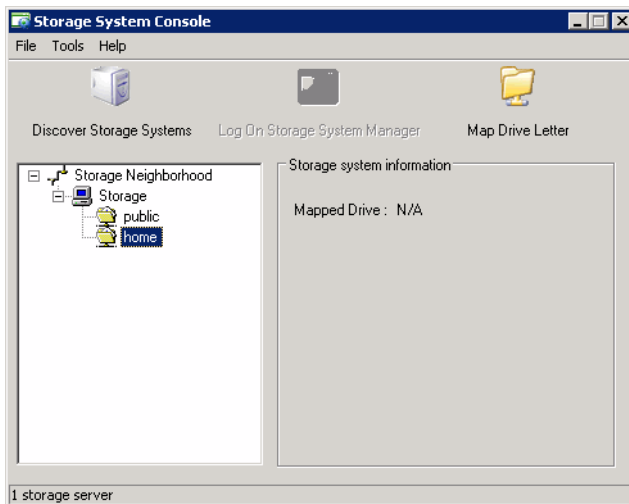 Storage System Console
File Tools Help
Discover Storage Systems Log On Storage System Manager Map Drive Letter
Storage Neighborhood
Storage
public
home
Storage system information
Mapped Drive : N/A
1 storage server